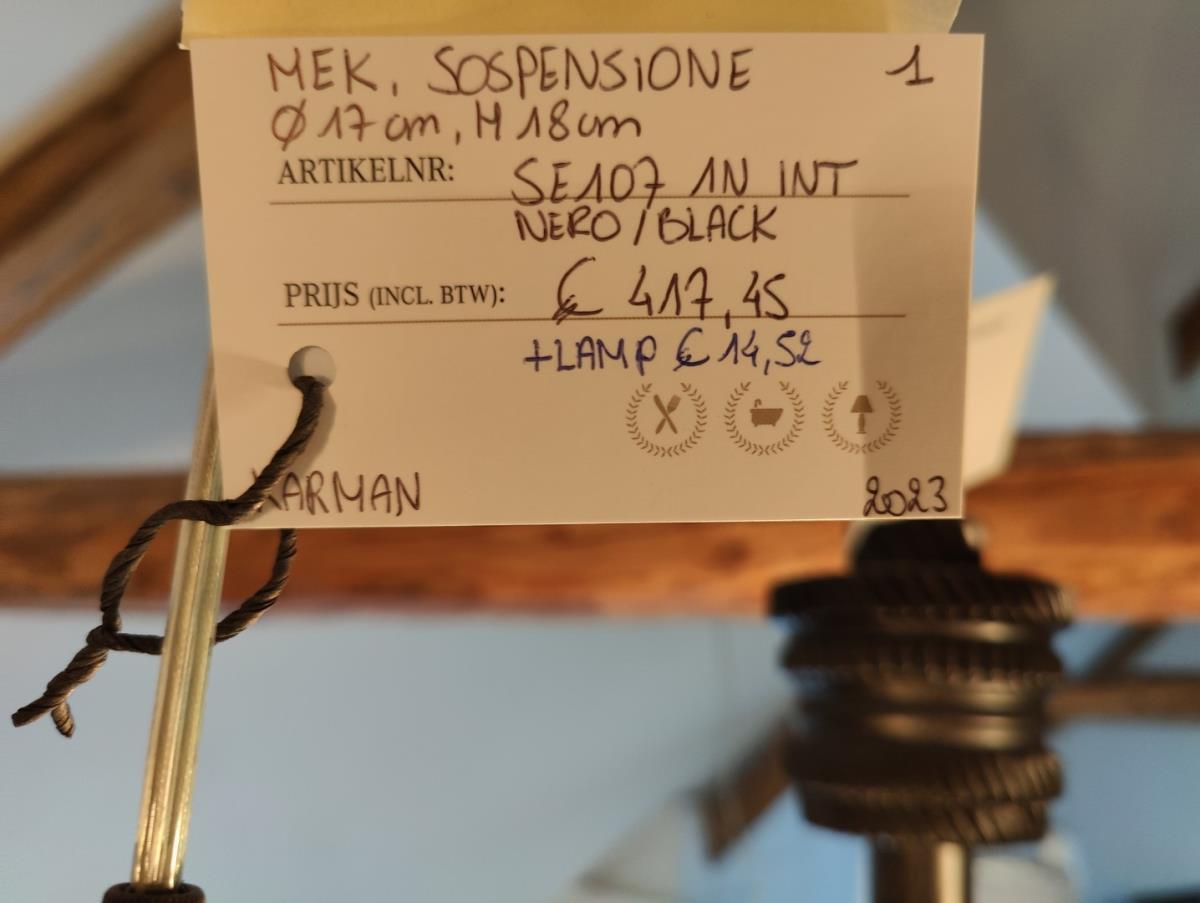 MEK, SOSPENSIONE 1
Ø 17 cm, H 18 cm
ARTIKELNR: SE107 1N INT
NERO / BLACK
PRIJS (INCL. BTW): € 417,45
+ LAMP € 14,52
KARMAN 2023